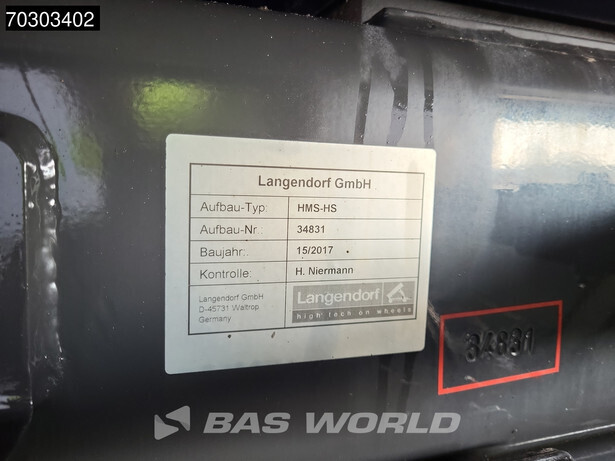 70303402
Langendorf GmbH
Aufbau-Typ: HMS-HS
Aufbau-Nr.: 34831
Baujahr: 15/2017
Kontrolle: H. Niermann
Langendorf GmbH
D-45731 Waltrop
Germany
Langendorf
high tech on wheels
34831
BAS WORLD